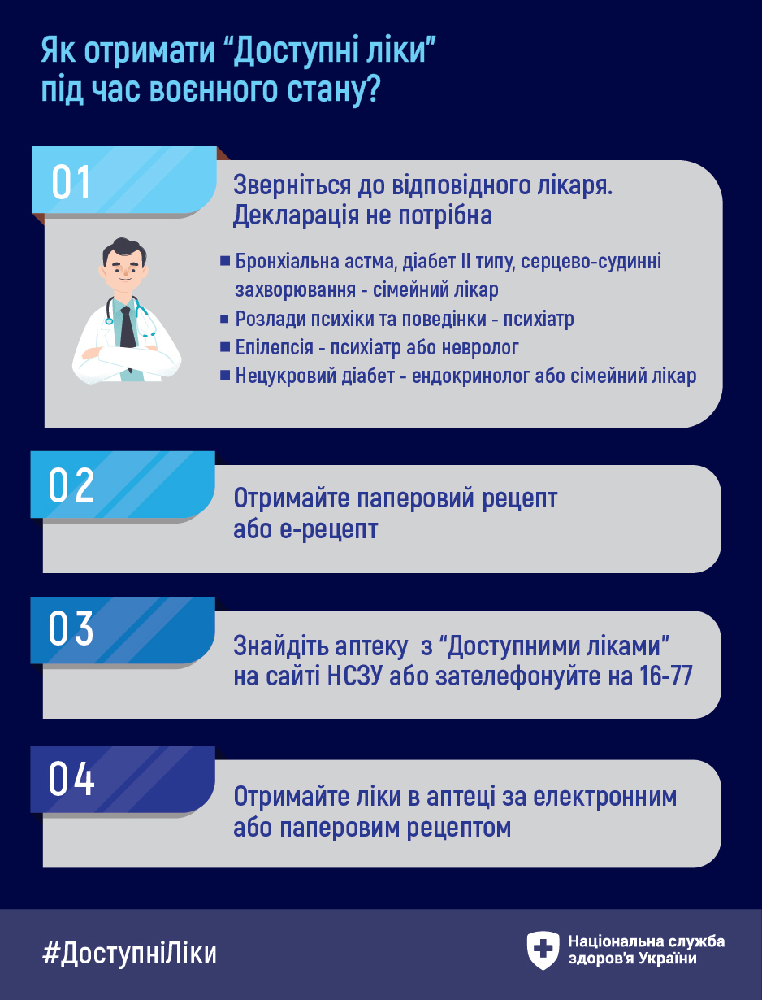 Як отримати “Доступні ліки”
під час воєнного стану?
01
Зверніться до відповідного лікаря.
Декларація не потрібна
Бронхіальна астма, діабет II типу, серцево-судинні
захворювання - сімейний лікар
Розлади психіки та поведінки - психіатр
Епілепсія - психіатр або невролог
Нецукровий діабет - ендокринолог або сімейний лікар
02
Отримайте паперовий рецепт
або е-рецепт
03
Знайдіть аптеку з “Доступними ліками”
на сайті НСЗУ або зателефонуйте на 16-77
04
Отримайте ліки в аптеці за електронним
або паперовим рецептом
#ДоступніЛіки
Національна служба
здоров'я України